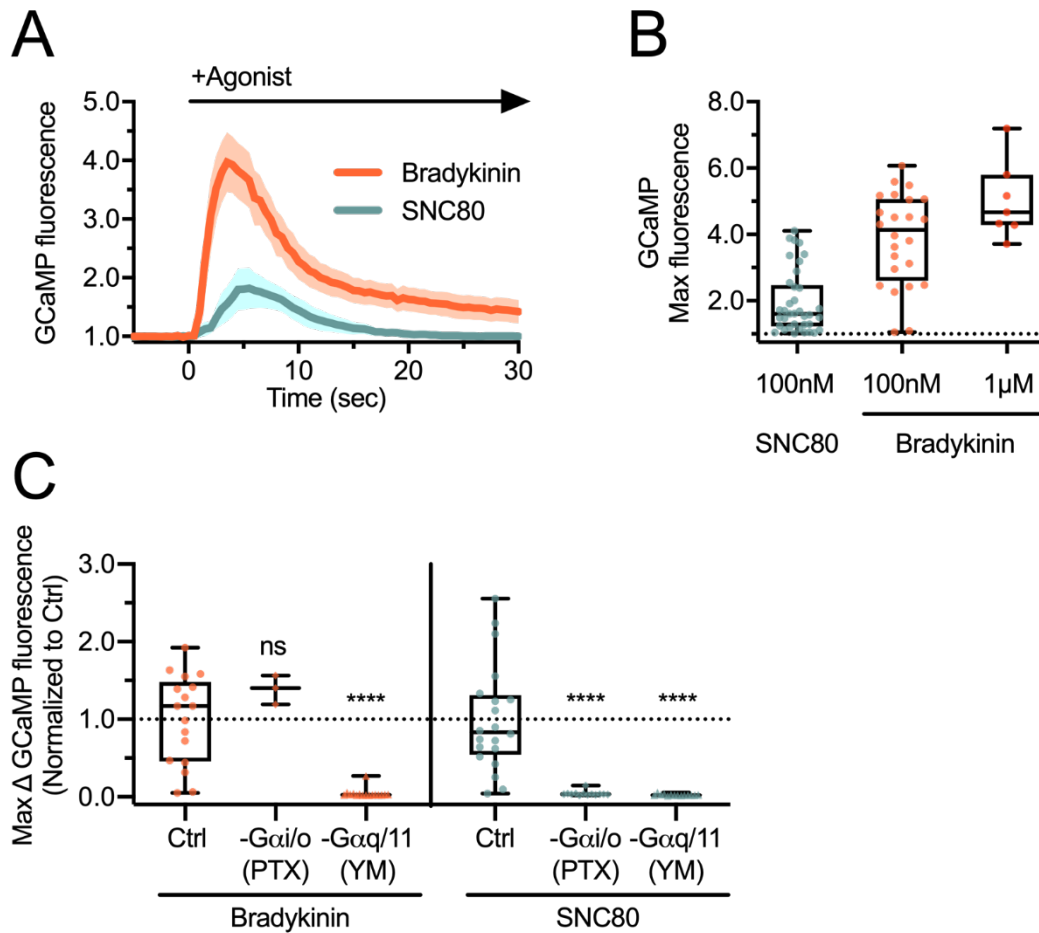 A
+Agonist
GCaMP fluorescence
5.0
4.0
3.0
2.0
1.0
Bradykinin
SNC80
0
10
20
30
Time (sec)
B
GCaMP
Max fluorescence
8.0
6.0
4.0
2.0
100nM
100nM
1µM
SNC80
Bradykinin
C
Max Δ GCaMP fluorescence
(Normalized to Ctrl)
3.0
2.0
1.0
0.0
ns
****
****
****
Ctrl
-Gαi/o
(PTX)
-Gαq/11
(YM)
Ctrl
-Gαi/o
(PTX)
-Gαq/11
(YM)
Bradykinin
SNC80